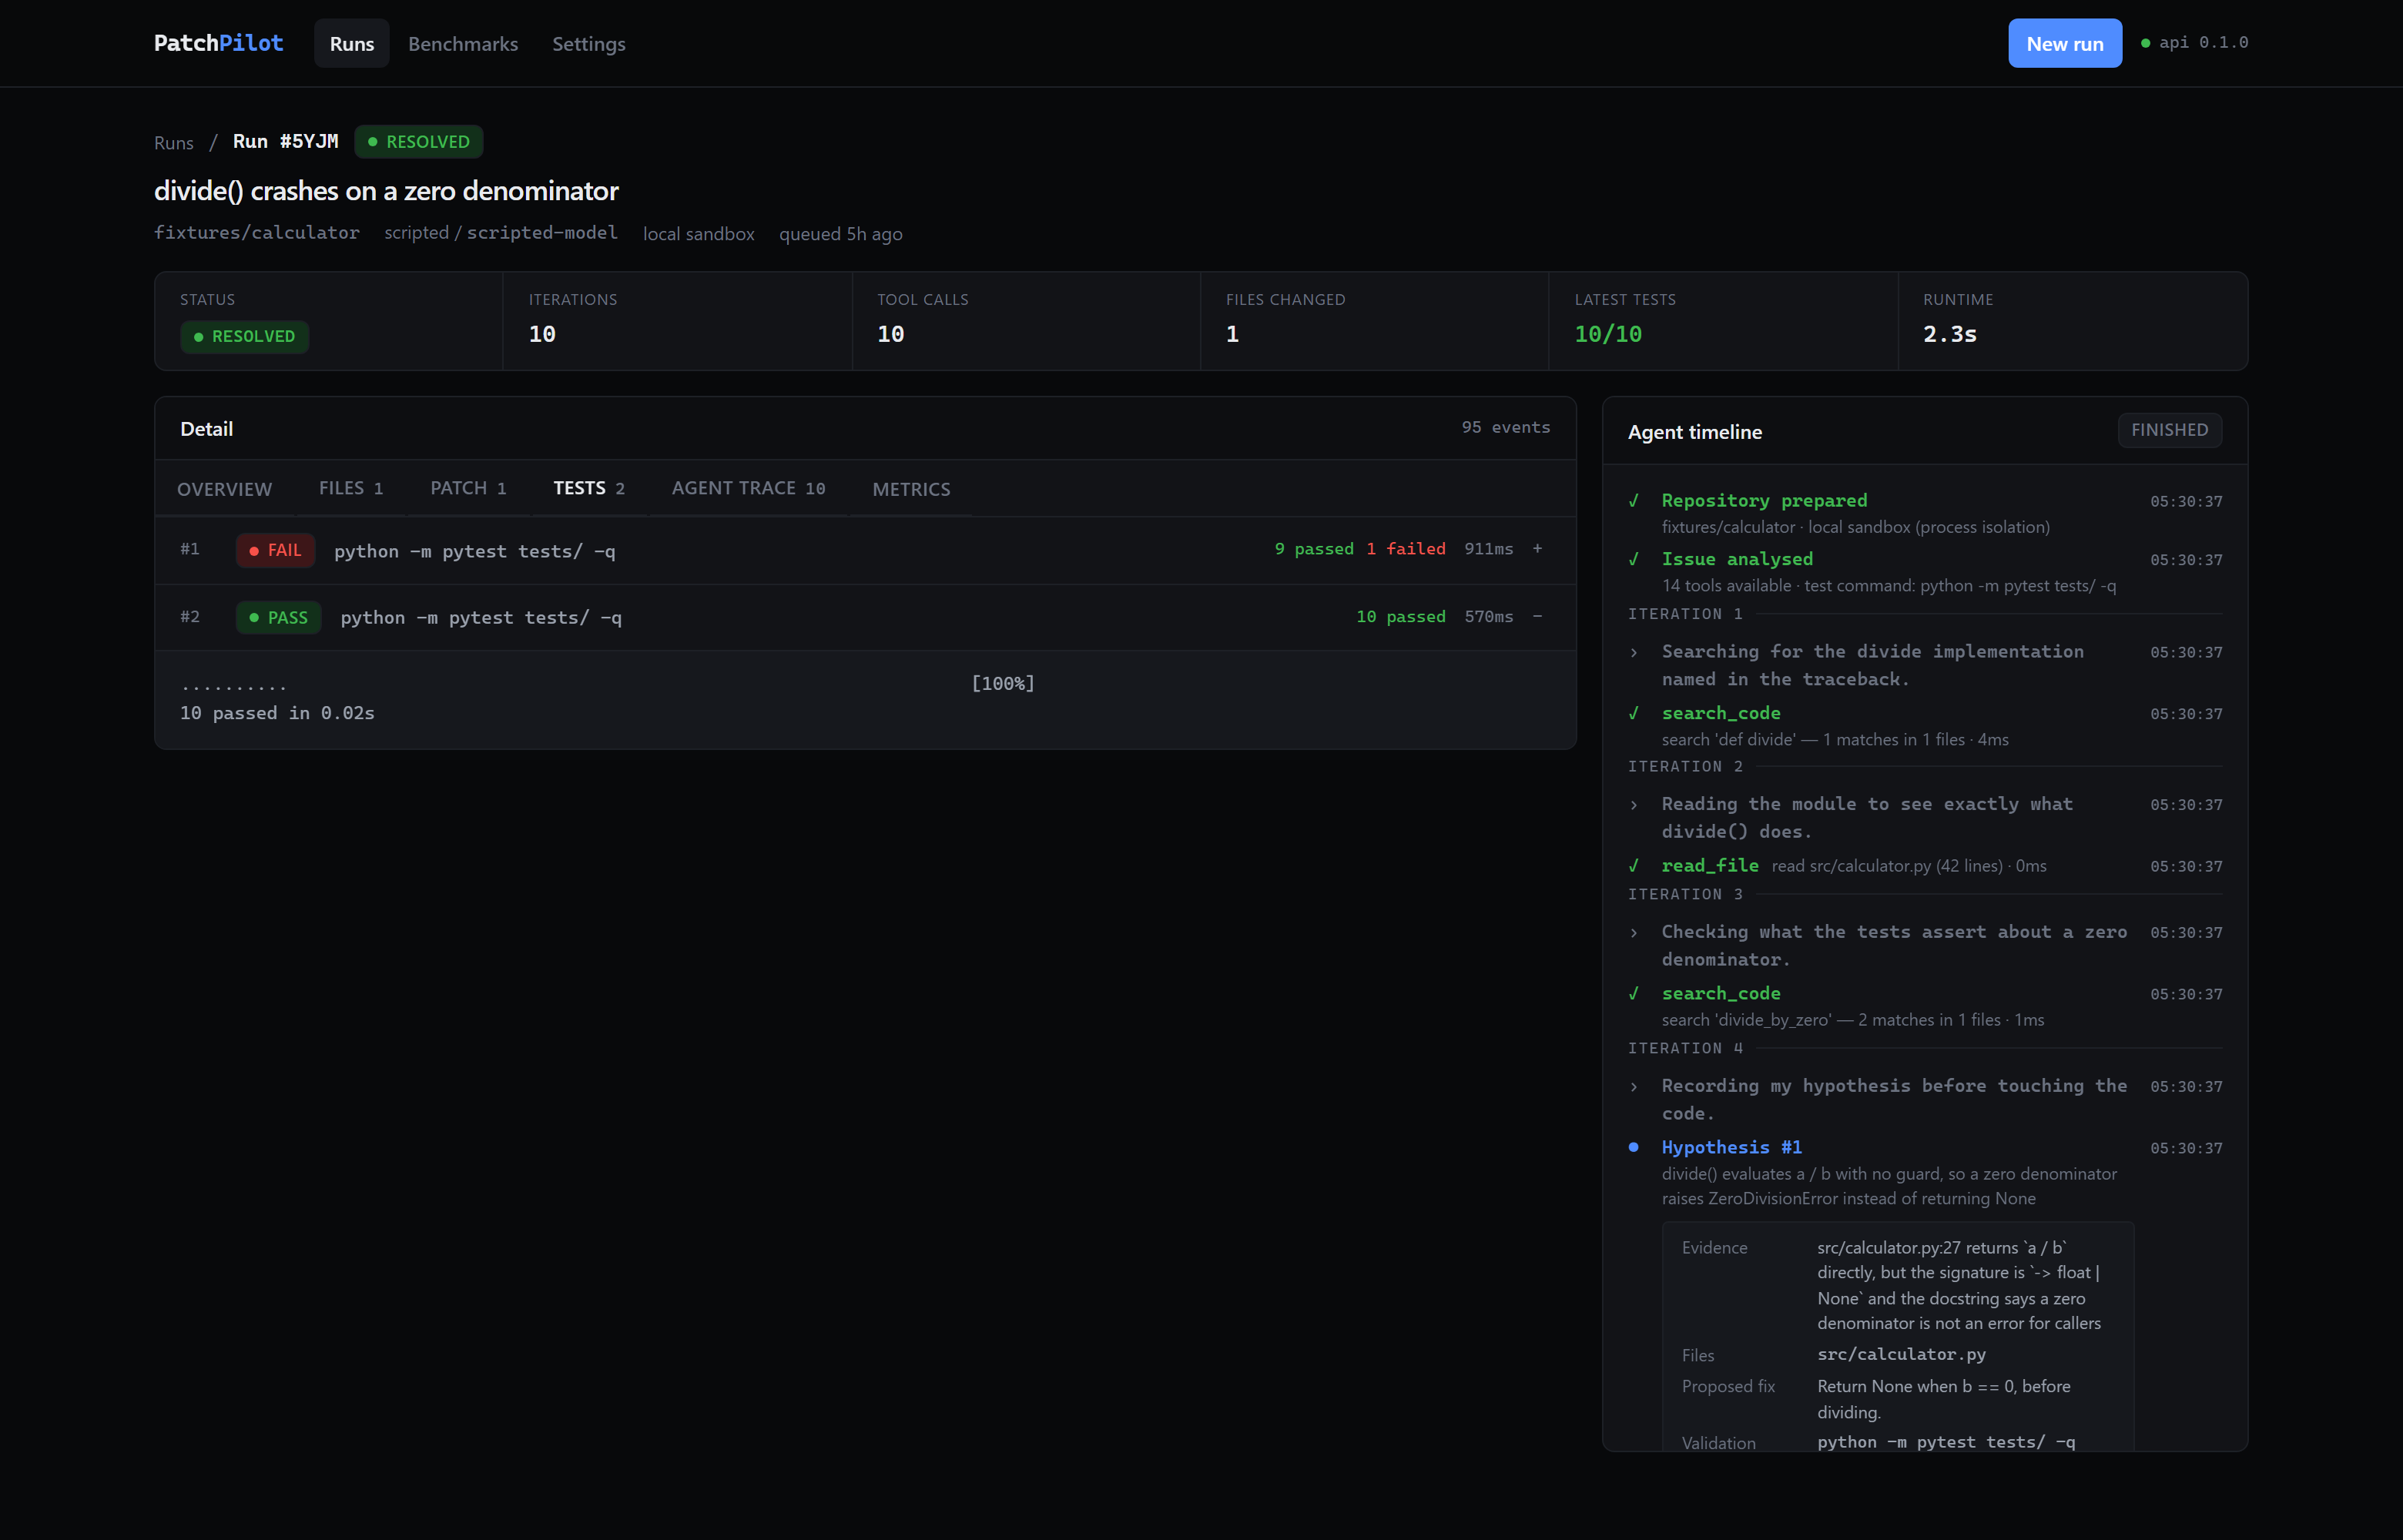 PatchPilot Runs Benchmarks Settings New run api 0.1.0
Runs / Run #5YJM RESOLVED
divide() crashes on a zero denominator
fixtures/calculator scripted / scripted-model local sandbox queued 5h ago
STATUS ITERATIONS TOOL CALLS FILES CHANGED LATEST TESTS RUNTIME
RESOLVED 10 10 1 10/10 2.3s
Detail 95 events
OVERVIEW FILES 1 PATCH 1 TESTS 2 AGENT TRACE 10 METRICS
#1 FAIL python -m pytest tests/ -q 9 passed 1 failed 911ms +
#2 PASS python -m pytest tests/ -q 10 passed 570ms −
.......... [100%]
10 passed in 0.02s
Agent timeline FINISHED
✓ Repository prepared 05:30:37
fixtures/calculator · local sandbox (process isolation)
✓ Issue analysed 05:30:37
14 tools available · test command: python -m pytest tests/ -q
ITERATION 1
› Searching for the divide implementation 05:30:37
named in the traceback.
✓ search_code 05:30:37
search 'def divide' — 1 matches in 1 files · 4ms
ITERATION 2
› Reading the module to see exactly what 05:30:37
divide() does.
✓ read_file read src/calculator.py (42 lines) · 0ms 05:30:37
ITERATION 3
› Checking what the tests assert about a zero 05:30:37
denominator.
✓ search_code 05:30:37
search 'divide_by_zero' — 2 matches in 1 files · 1ms
ITERATION 4
› Recording my hypothesis before touching the 05:30:37
code.
Hypothesis #1 05:30:37
divide() evaluates a / b with no guard, so a zero denominator
raises ZeroDivisionError instead of returning None
Evidence src/calculator.py:27 returns `a / b`
directly, but the signature is `-> float |
None` and the docstring says a zero
denominator is not an error for callers
Files src/calculator.py
Proposed fix Return None when b == 0, before
dividing.
Validation python -m pytest tests/ -q